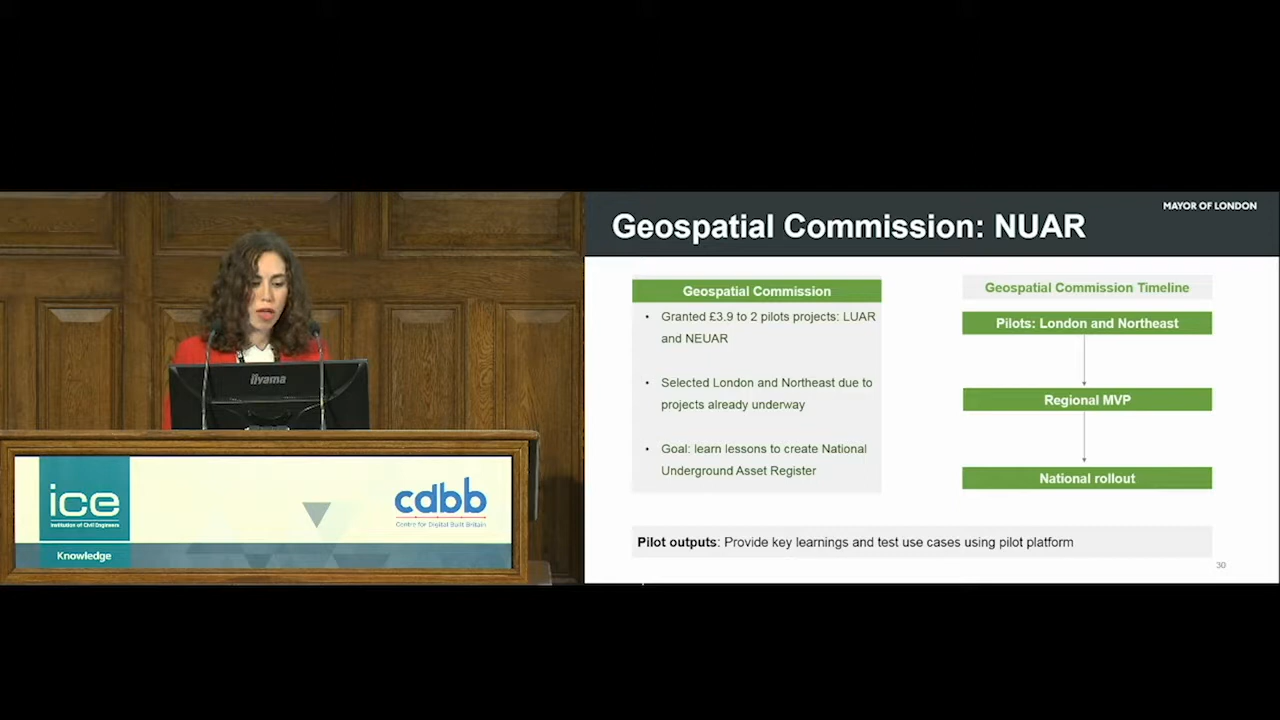 MAYOR OF LONDON
Geospatial Commission: NUAR
Geospatial Commission
• Granted £3.9 to 2 pilots projects: LUAR
and NEUAR
• Selected London and Northeast due to
projects already underway
• Goal: learn lessons to create National
Underground Asset Register
Geospatial Commission Timeline
Pilots: London and Northeast
Regional MVP
National rollout
Pilot outputs: Provide key learnings and test use cases using pilot platform
30
iiyama
ice
Institution of Civil Engineers
Knowledge
cdbb
Centre for Digital Built Britain